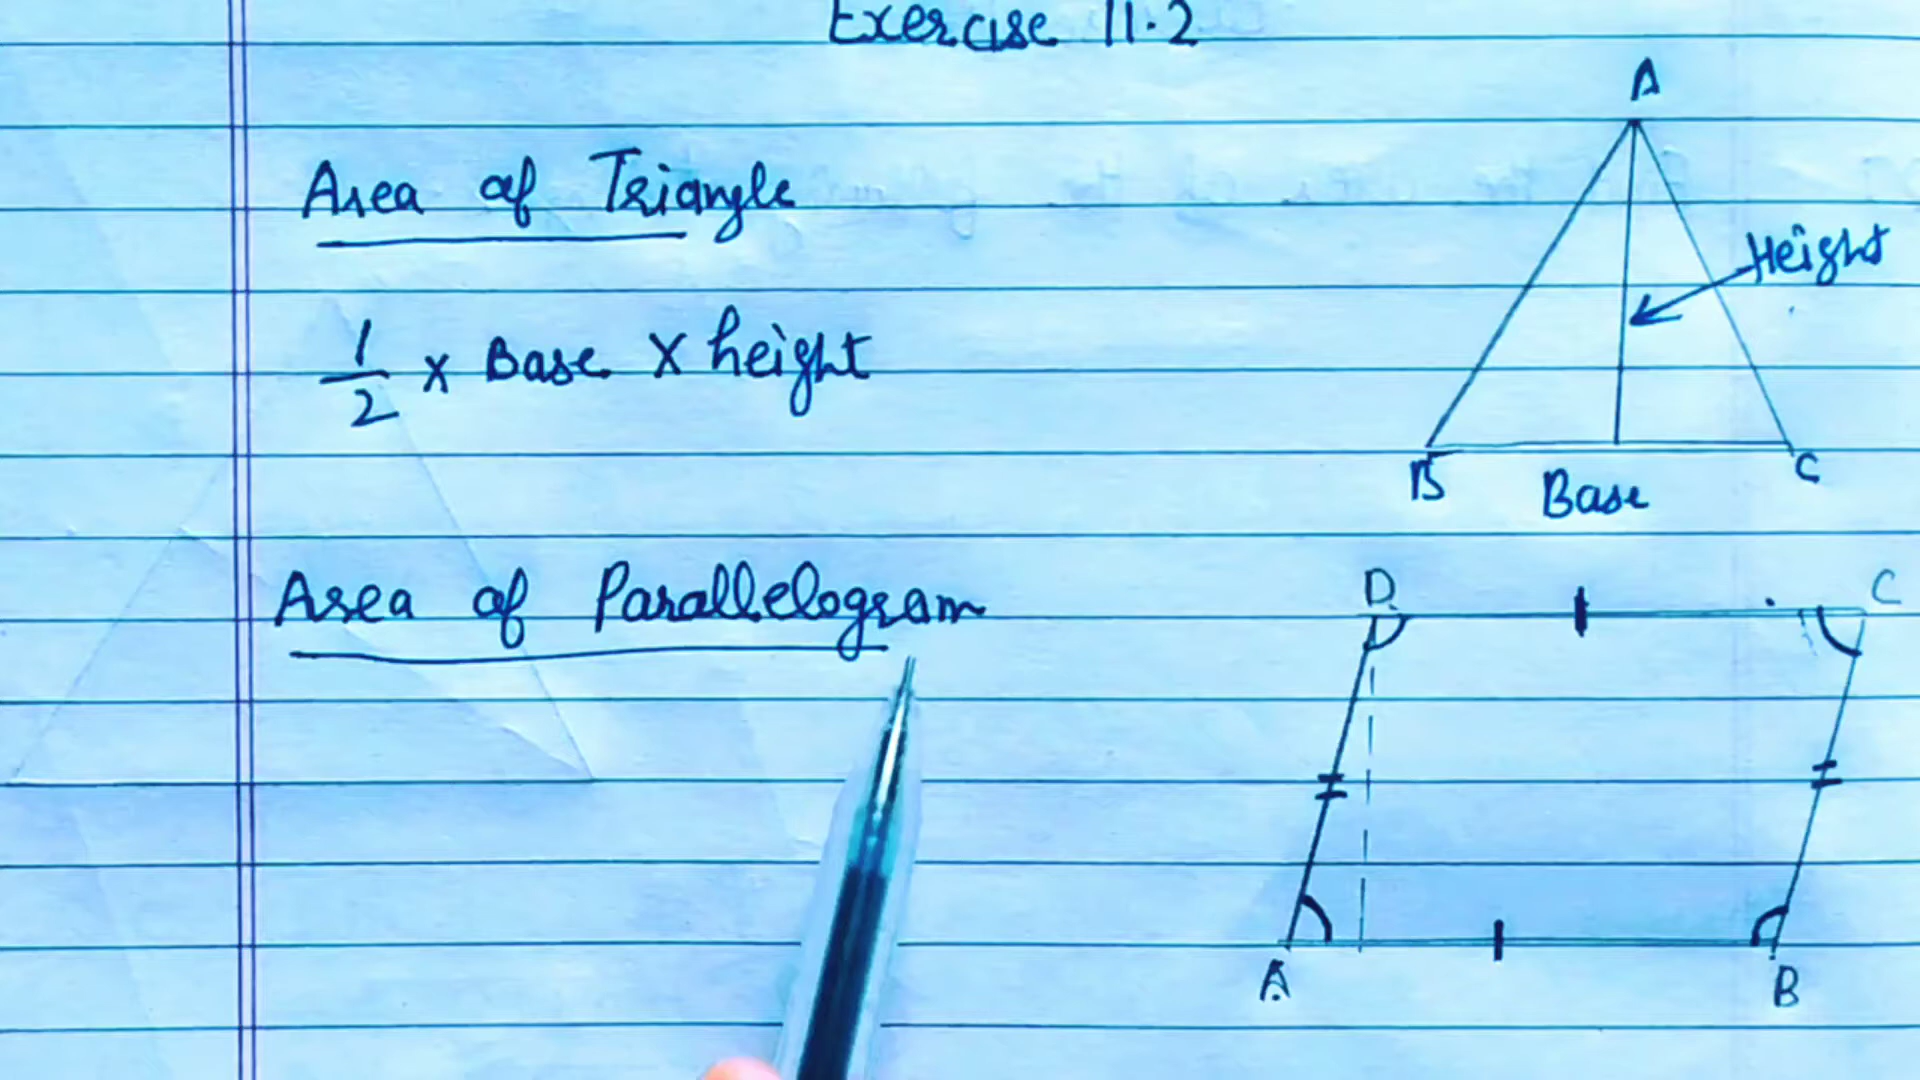 Exercise 11.2
A
Area of Triangle
Height
1/2 x Base x height
B
C
Base
Area of Parallelogram
D
C
A
B